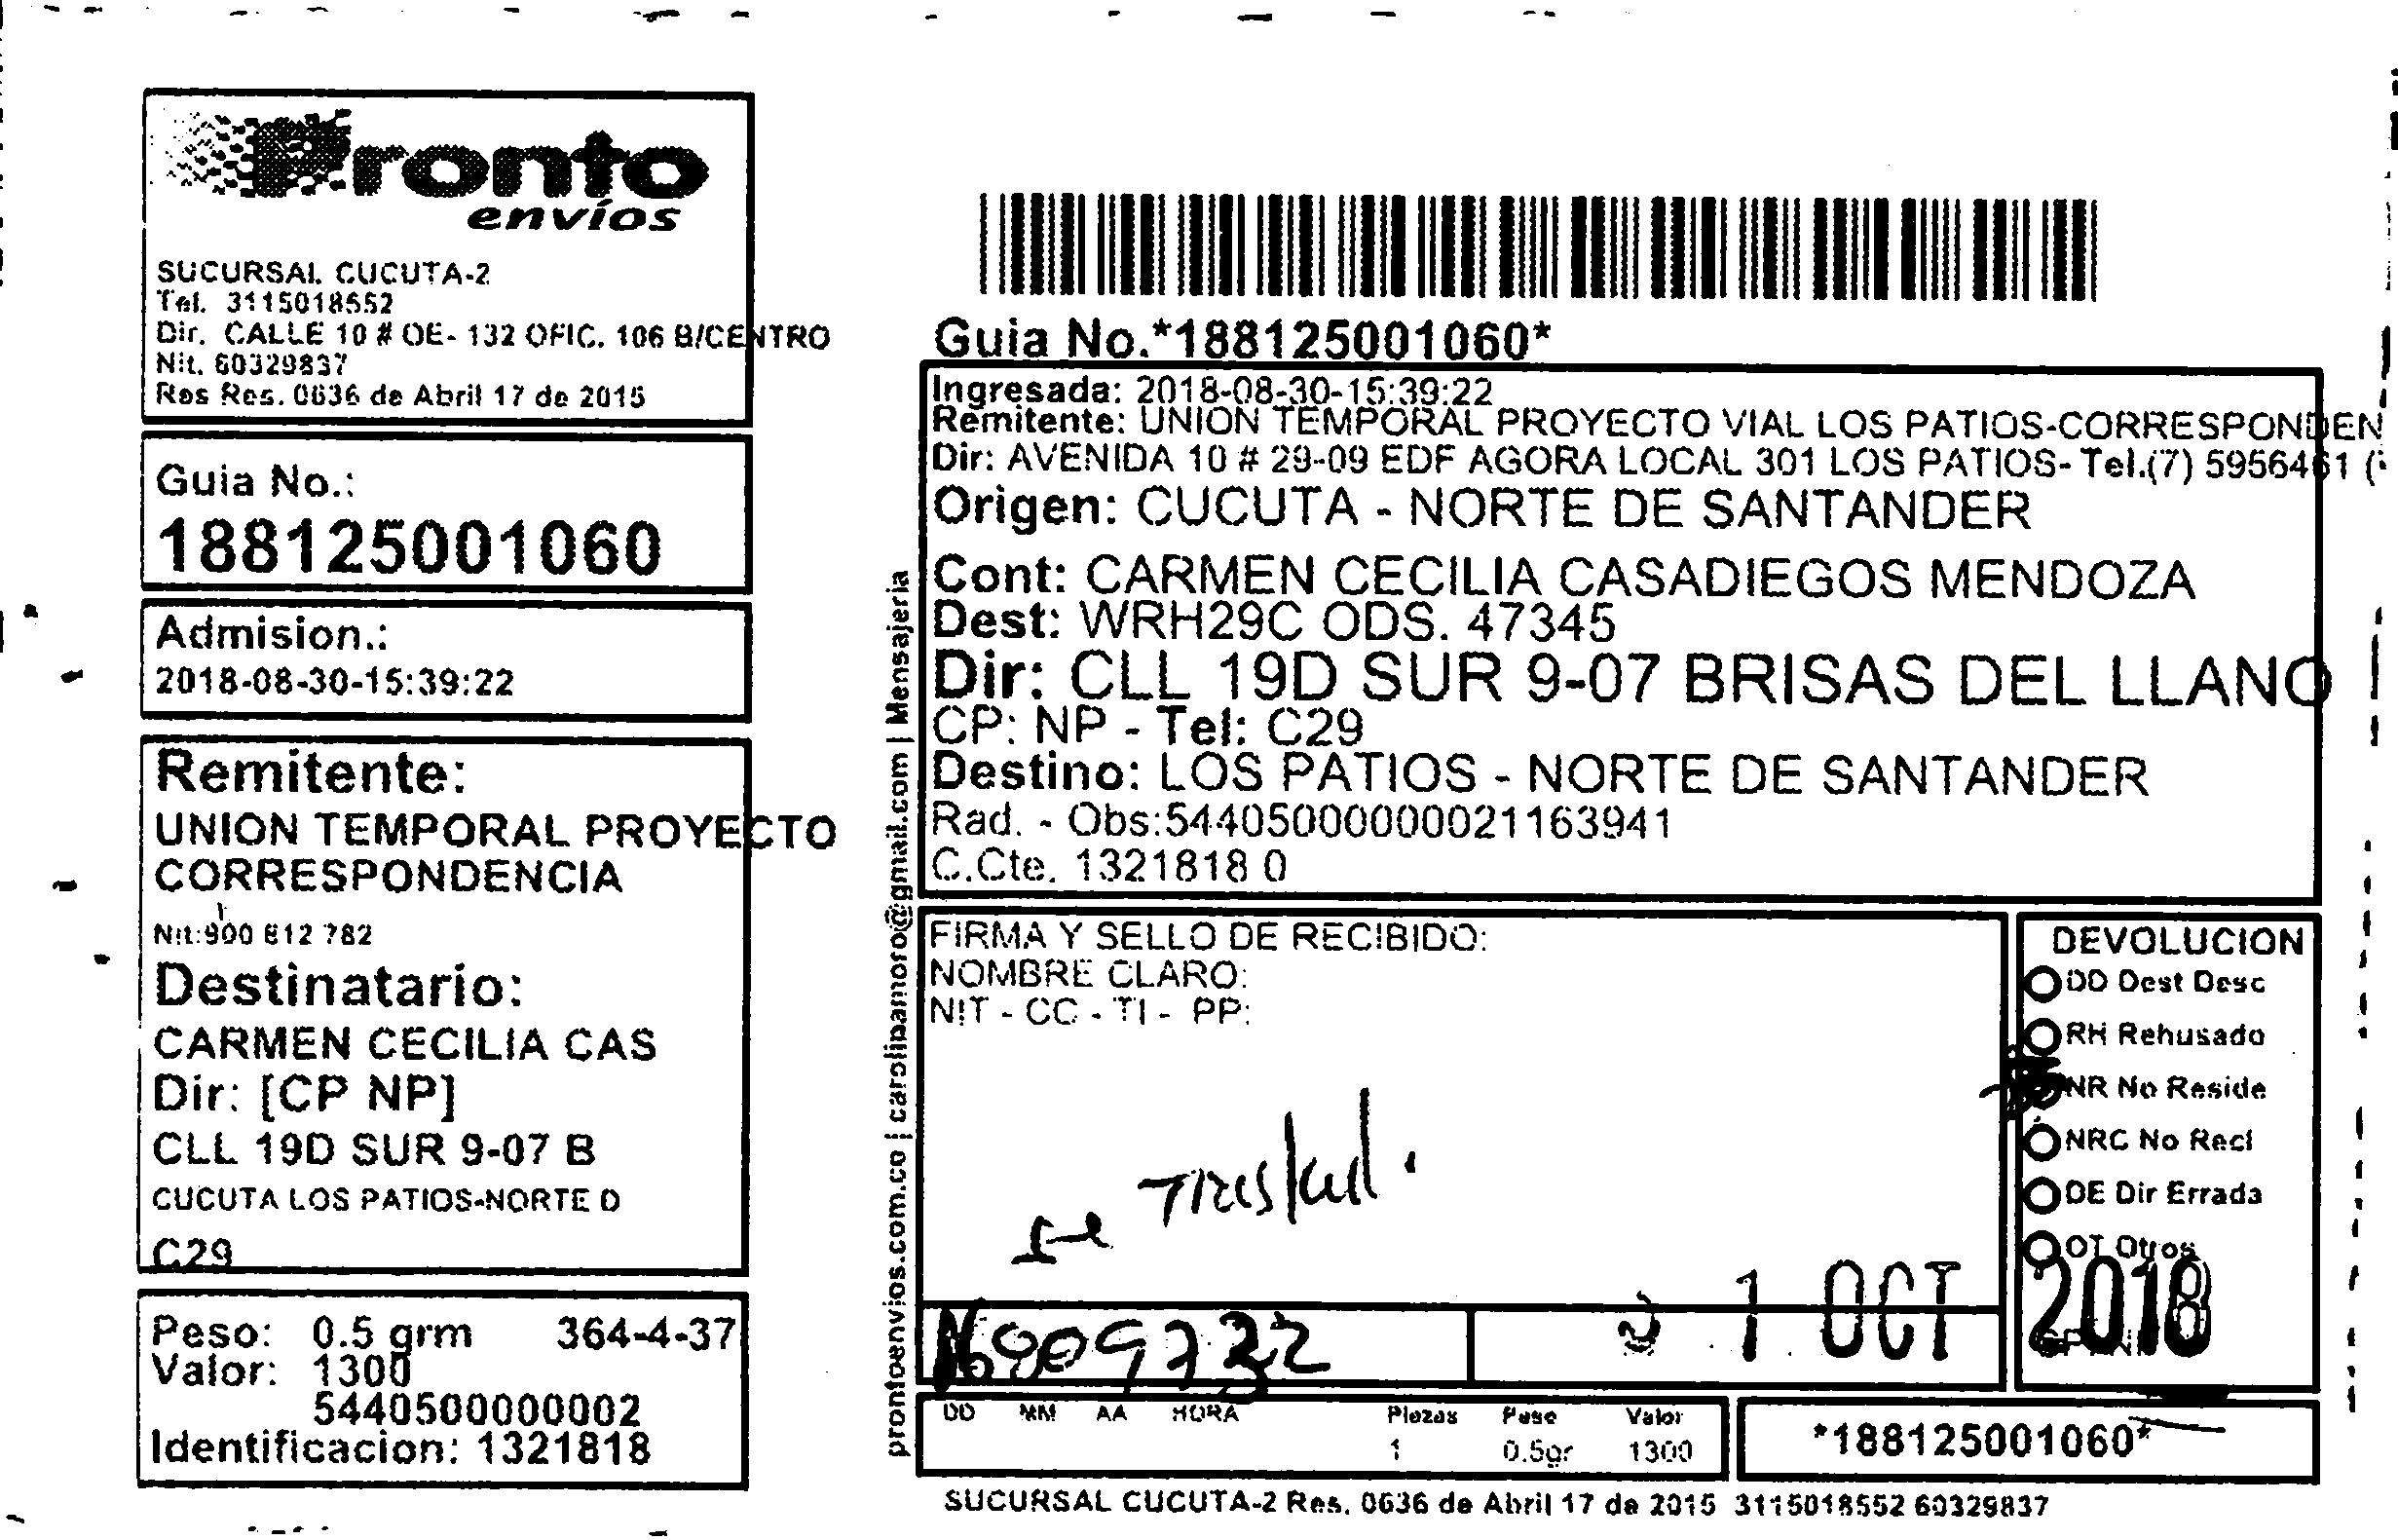 Pronto
envíos
SUCURSAL CUCUTA-2
Tel. 3115018552
Dir. CALLE 10 # OE- 132 OFIC. 106 B/CENTRO
Nit. 60329837
Res Res. 0636 de Abril 17 de 2015
Guia No.:
188125001060
Admision.:
2018-08-30-15:39:22
Remitente:
UNION TEMPORAL PROYECTO
CORRESPONDENCIA
Nit:900 612 782
Destinatario:
CARMEN CECILIA CAS
Dir: [CP NP]
CLL 19D SUR 9-07 B
CUCUTA LOS PATIOS-NORTE D
C29
Peso: 0.5 grm 364-4-37
Valor: 1300
5440500000002
Identificacion: 1321818
prontoenvios.com.co | carolinamoro@gmail.com | Mensajeria
Guia No.*188125001060*
Ingresada: 2018-08-30-15:39:22
Remitente: UNION TEMPORAL PROYECTO VIAL LOS PATIOS-CORRESPONDEN
Dir: AVENIDA 10 # 29-09 EDF AGORA LOCAL 301 LOS PATIOS- Tel.(7) 5956461 (
Origen: CUCUTA - NORTE DE SANTANDER
Cont: CARMEN CECILIA CASADIEGOS MENDOZA
Dest: WRH29C ODS. 47345
Dir: CLL 19D SUR 9-07 BRISAS DEL LLANO
CP: NP - Tel: C29
Destino: LOS PATIOS - NORTE DE SANTANDER
Rad. - Obs:544050000000021163941
C.Cte. 1321818 0
FIRMA Y SELLO DE RECIBIDO:
NOMBRE CLARO:
NIT - CC - TI - PP:
DEVOLUCION
DD Dest Desc
RH Rehusado
NR No Reside
NRC No Recl
DE Dir Errada
OT Otros
1 OCT 2018
DD MM AA HORA
Piezas Peso Valor
1 0.5gr 1300
*188125001060*
SUCURSAL CUCUTA-2 Res. 0636 de Abril 17 de 2015 3115018552 60329837